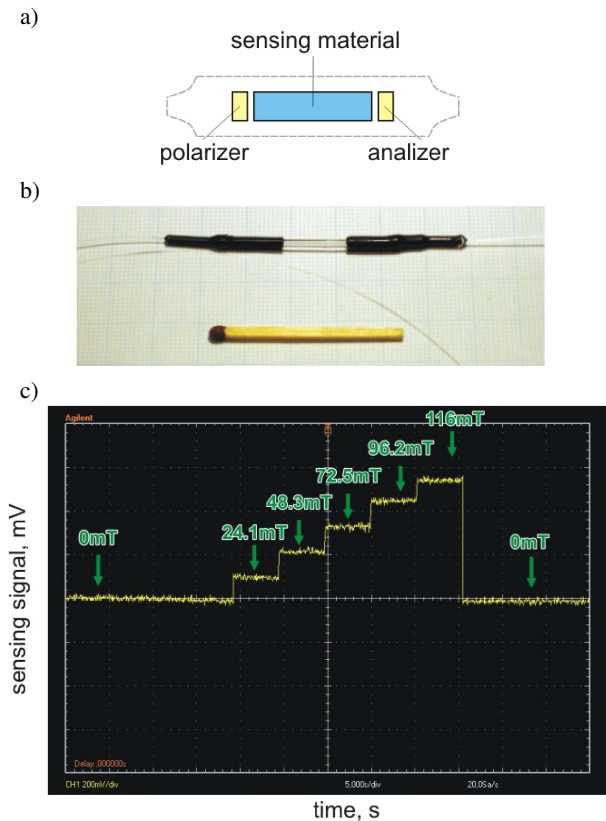 a)
sensing material
polarizer
analizer
b)
c)
Agilent
116mT
96.2mT
72.5mT
48.3mT
24.1mT
0mT
0mT
sensing signal, mV
Delay .000000s
CH1 200mV/div
5.000s/div
20.0Sa/s
time, s